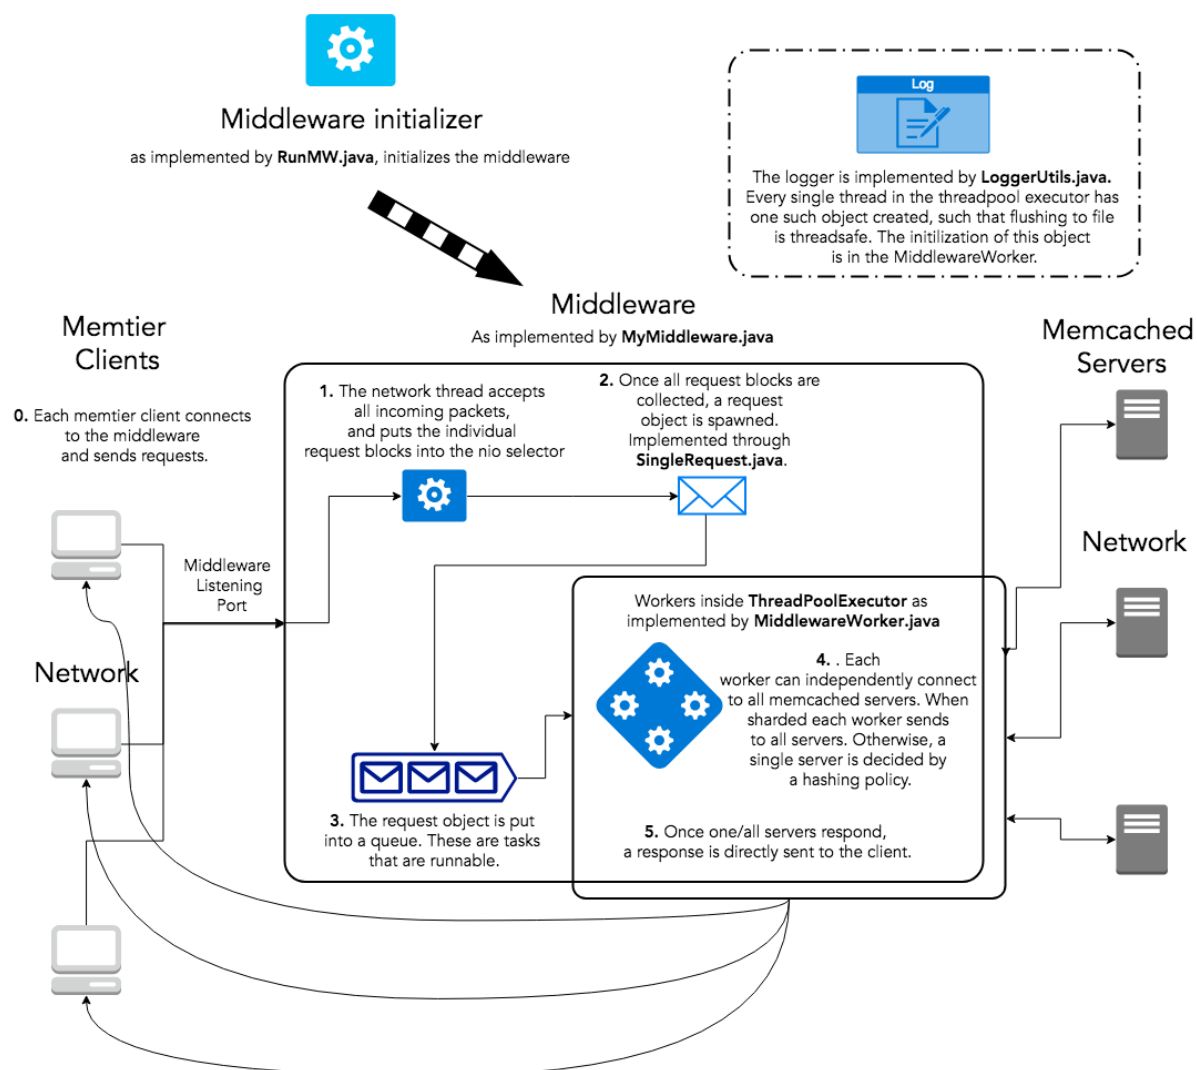 Middleware initializer
as implemented by RunMW.java, initializes the middleware
Log
The logger is implemented by LoggerUtils.java.
Every single thread in the threadpool executor has
one such object created, such that flushing to file
is threadsafe. The initilization of this object
is in the MiddlewareWorker.
Middleware
As implemented by MyMiddleware.java
Memtier
Clients
0. Each memtier client connects
to the middleware
and sends requests.
Network
Middleware
Listening
Port
1. The network thread accepts
all incoming packets,
and puts the individual
request blocks into the nio selector
2. Once all request blocks are
collected, a request
object is spawned.
Implemented through
SingleRequest.java.
3. The request object is put
into a queue. These are tasks
that are runnable.
Workers inside ThreadPoolExecutor as
implemented by MiddlewareWorker.java
4. . Each
worker can independently connect
to all memcached servers. When
sharded each worker sends
to all servers. Otherwise, a
single server is decided by
a hashing policy.
5. Once one/all servers respond,
a response is directly sent to the client.
Memcached
Servers
Network